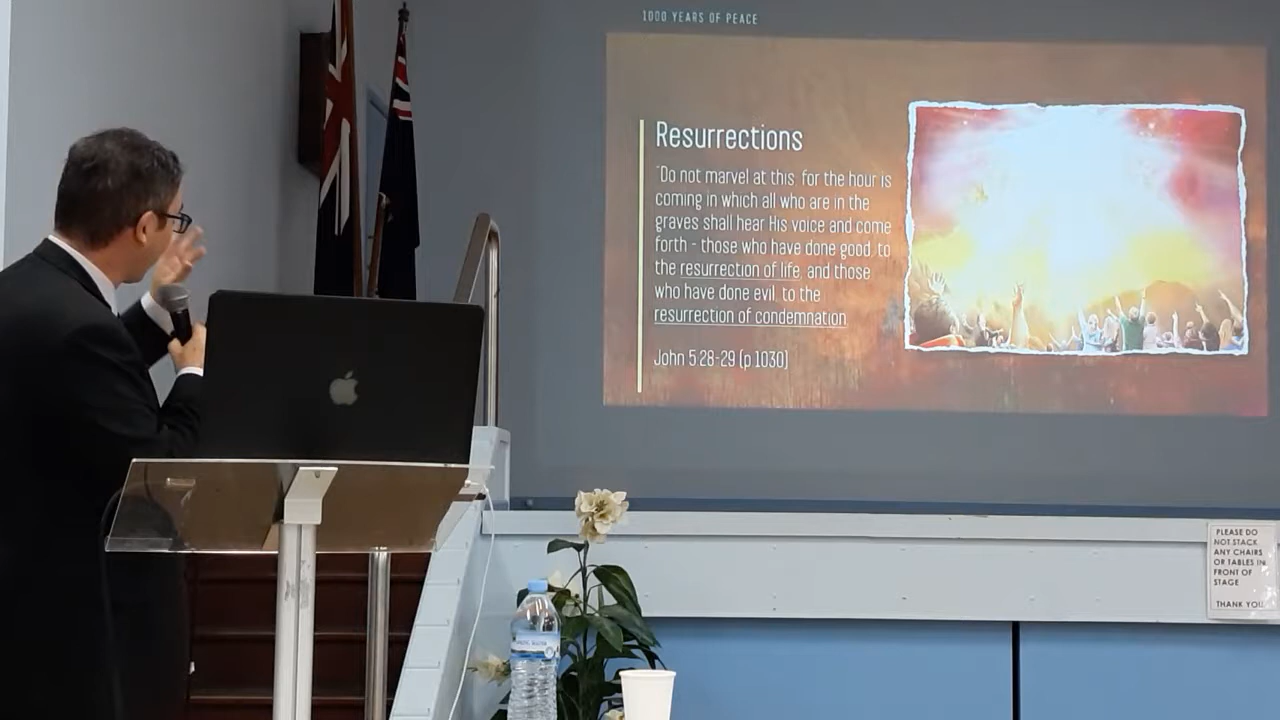 1000 YEARS OF PEACE
Resurrections
"Do not marvel at this for the hour is
coming in which all who are in the
graves shall hear His voice and come
forth - those who have done good, to
the resurrection of life, and those
who have done evil, to the
resurrection of condemnation
John 5:28-29 (p 1030)
PLEASE DO
NOT STACK
ANY CHAIRS
OR TABLES IN
FRONT OF
STAGE
THANK YOU